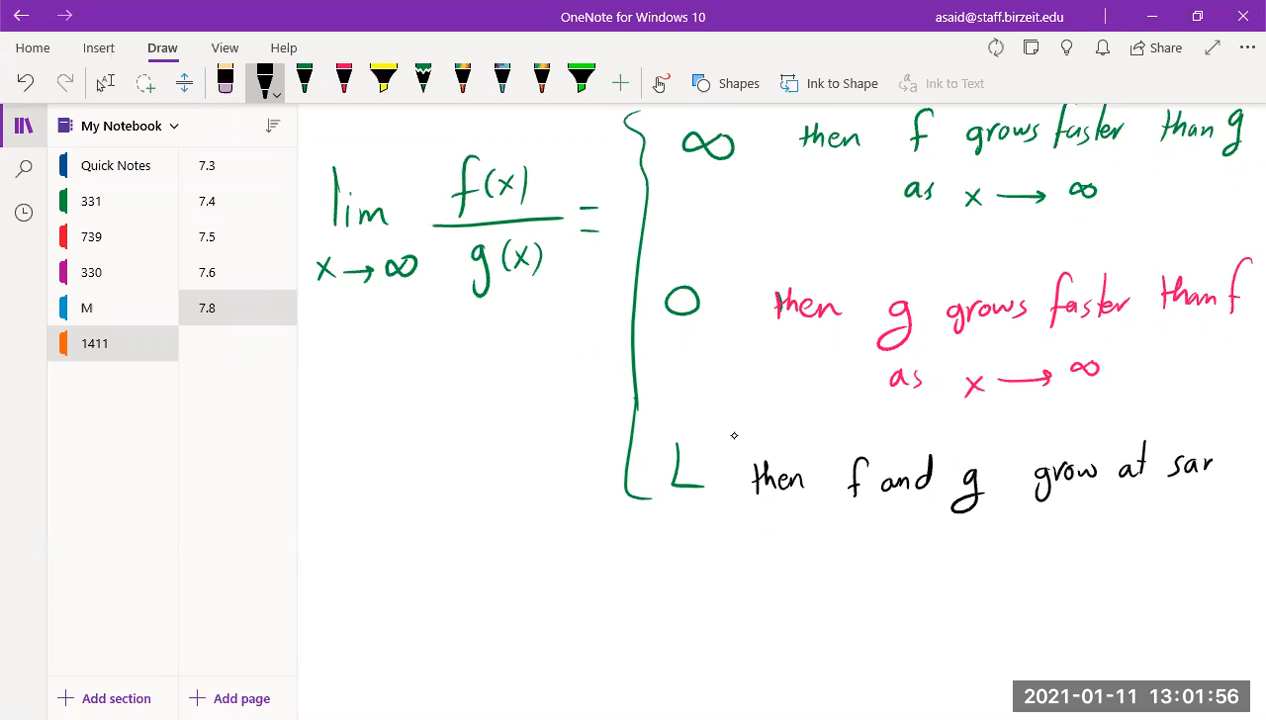 OneNote for Windows 10
asaid@staff.birzeit.edu
Home Insert Draw View Help
Share
Shapes Ink to Shape Ink to Text
My Notebook
Quick Notes 7.3
331 7.4
739 7.5
330 7.6
M 7.8
1411
lim x→∞ f(x)/g(x) =
∞ then f grows faster than g
as x → ∞
0 then g grows faster than f
as x → ∞
L then f and g grow at sar
Add section Add page
2021-01-11 13:01:56